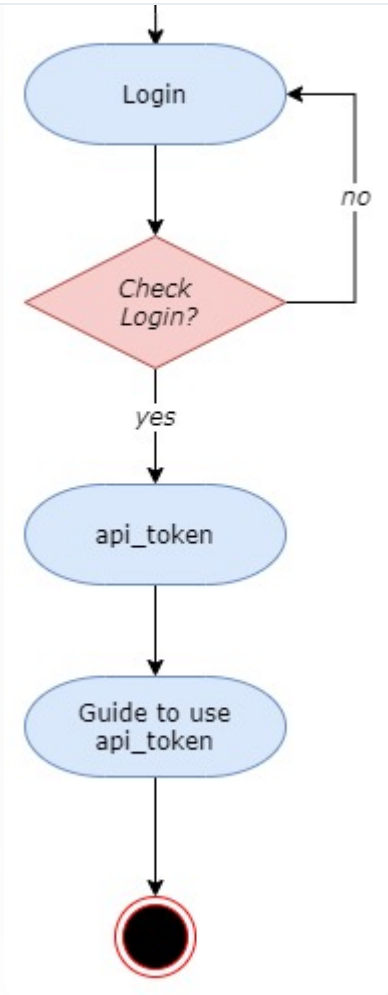 Login
no
Check
Login?
yes
api_token
Guide to use
api_token